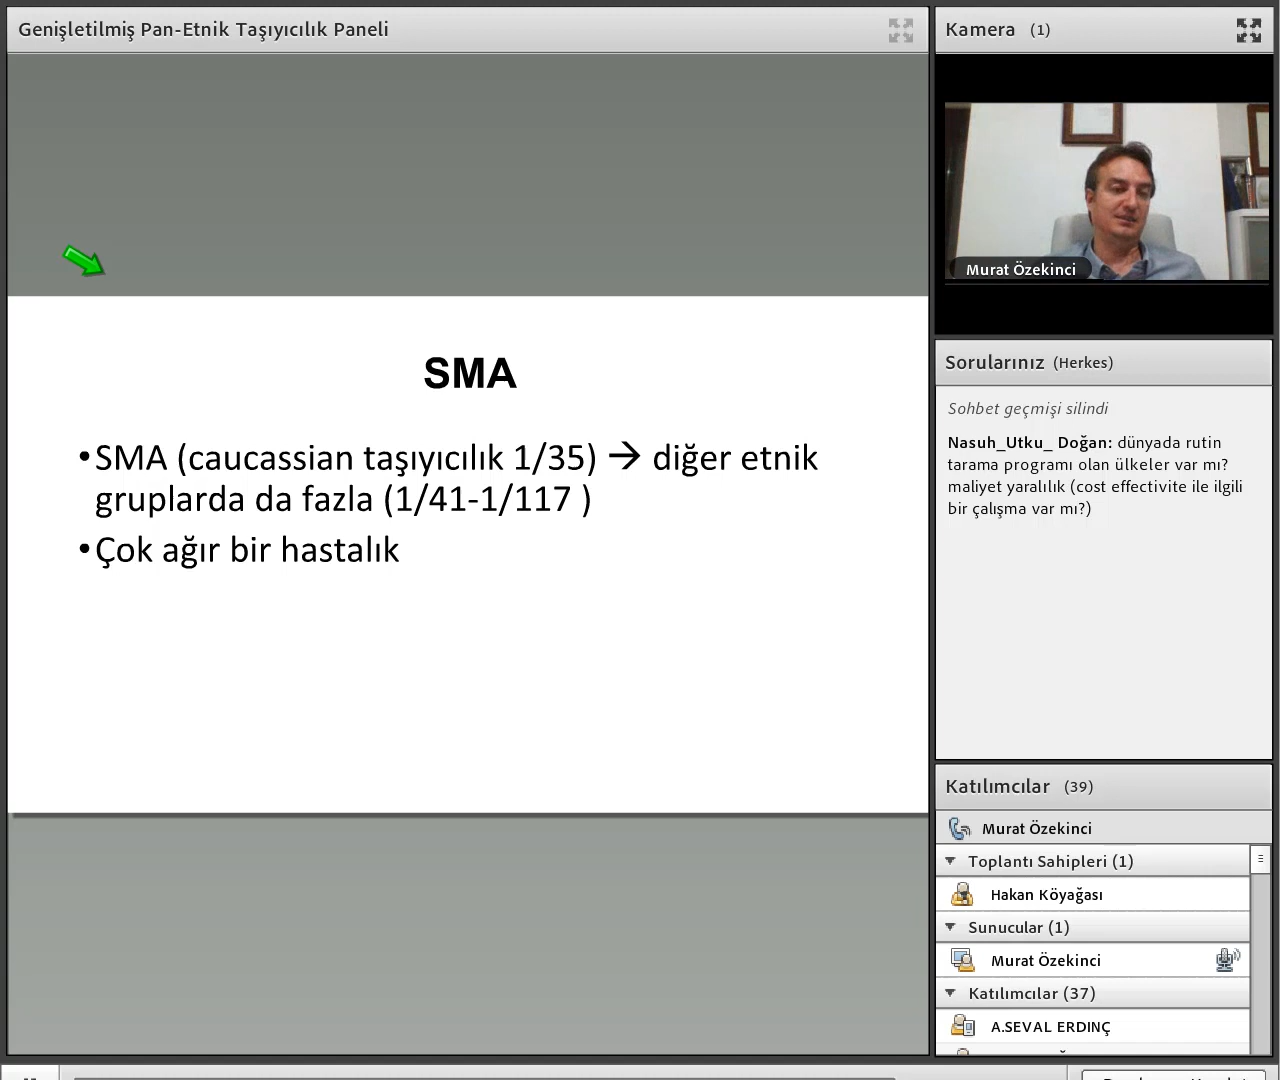 Genişletilmiş Pan-Etnik Taşıyıcılık Paneli
SMA
•SMA (caucassian taşıyıcılık 1/35) → diğer etnik
gruplarda da fazla (1/41-1/117 )
•Çok ağır bir hastalık
Kamera (1)
Murat Özekinci
Sorularınız (Herkes)
Sohbet geçmişi silindi
Nasuh_Utku_ Doğan: dünyada rutin
tarama programı olan ülkeler var mı?
maliyet yaralılık (cost effectivite ile ilgili
bir çalışma var mı?)
Katılımcılar (39)
Murat Özekinci
Toplantı Sahipleri (1)
Hakan Köyağası
Sunucular (1)
Murat Özekinci
Katılımcılar (37)
A.SEVAL ERDINÇ